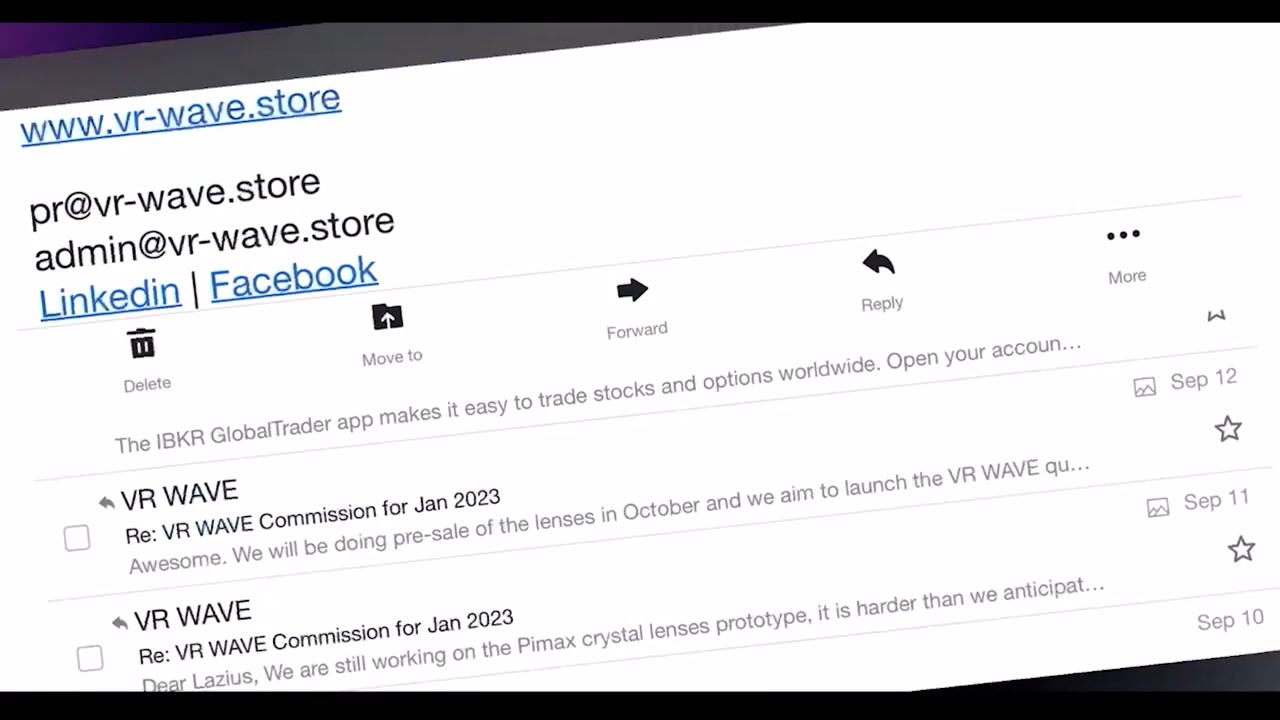 www.vr-wave.store
pr@vr-wave.store
admin@vr-wave.store
Linkedin | Facebook
Delete
Move to
Forward
Reply
More
The IBKR GlobalTrader app makes it easy to trade stocks and options worldwide. Open your accoun...
Sep 12
VR WAVE
Re: VR WAVE Commission for Jan 2023
Awesome. We will be doing pre-sale of the lenses in October and we aim to launch the VR WAVE qu...
Sep 11
VR WAVE
Re: VR WAVE Commission for Jan 2023
Dear Lazius, We are still working on the Pimax crystal lenses prototype, it is harder than we anticipat...
Sep 10